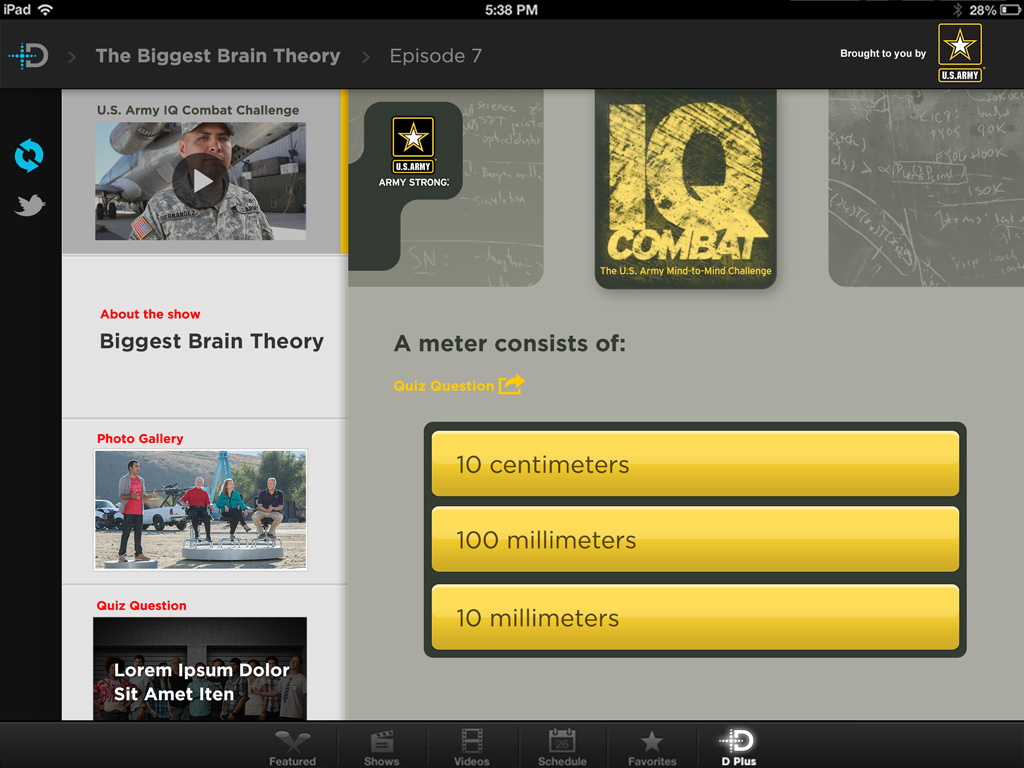 iPad 5:38 PM 28%
D > The Biggest Brain Theory > Episode 7
Brought to you by
U.S. ARMY
U.S. Army IQ Combat Challenge
HERNANDEZ
About the show
Biggest Brain Theory
Photo Gallery
Quiz Question
Lorem Ipsum Dolor
Sit Amet Iten
U.S. ARMY
ARMY STRONG.
SN:
IQ
COMBAT
The U.S. Army Mind-to-Mind Challenge
A meter consists of:
Quiz Question
10 centimeters
100 millimeters
10 millimeters
Featured Shows Videos 26 Schedule Favorites D Plus